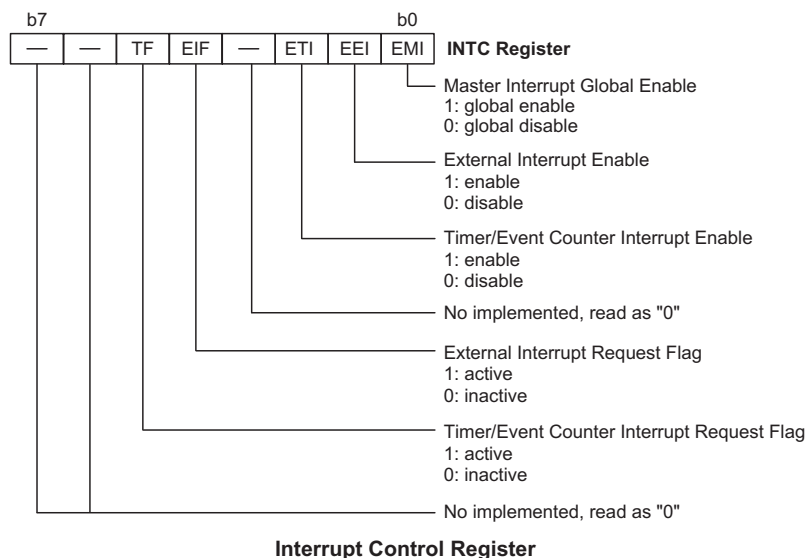 b7 b0
— — TF EIF — ETI EEI EMI INTC Register
Master Interrupt Global Enable
1: global enable
0: global disable
External Interrupt Enable
1: enable
0: disable
Timer/Event Counter Interrupt Enable
1: enable
0: disable
No implemented, read as "0"
External Interrupt Request Flag
1: active
0: inactive
Timer/Event Counter Interrupt Request Flag
1: active
0: inactive
No implemented, read as "0"
Interrupt Control Register